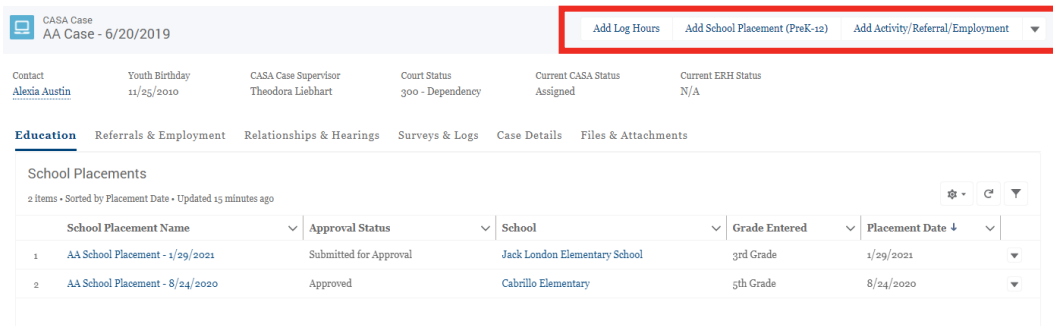 CASA Case
AA Case - 6/20/2019
Add Log Hours Add School Placement (PreK-12) Add Activity/Referral/Employment
Contact Youth Birthday CASA Case Supervisor Court Status Current CASA Status Current ERH Status
Alexia Austin 11/25/2010 Theodora Liebhart 300 - Dependency Assigned N/A
Education Referrals & Employment Relationships & Hearings Surveys & Logs Case Details Files & Attachments
School Placements
2 items • Sorted by Placement Date • Updated 15 minutes ago
School Placement Name Approval Status School Grade Entered Placement Date ↓
1 AA School Placement - 1/29/2021 Submitted for Approval Jack London Elementary School 3rd Grade 1/29/2021
2 AA School Placement - 8/24/2020 Approved Cabrillo Elementary 5th Grade 8/24/2020